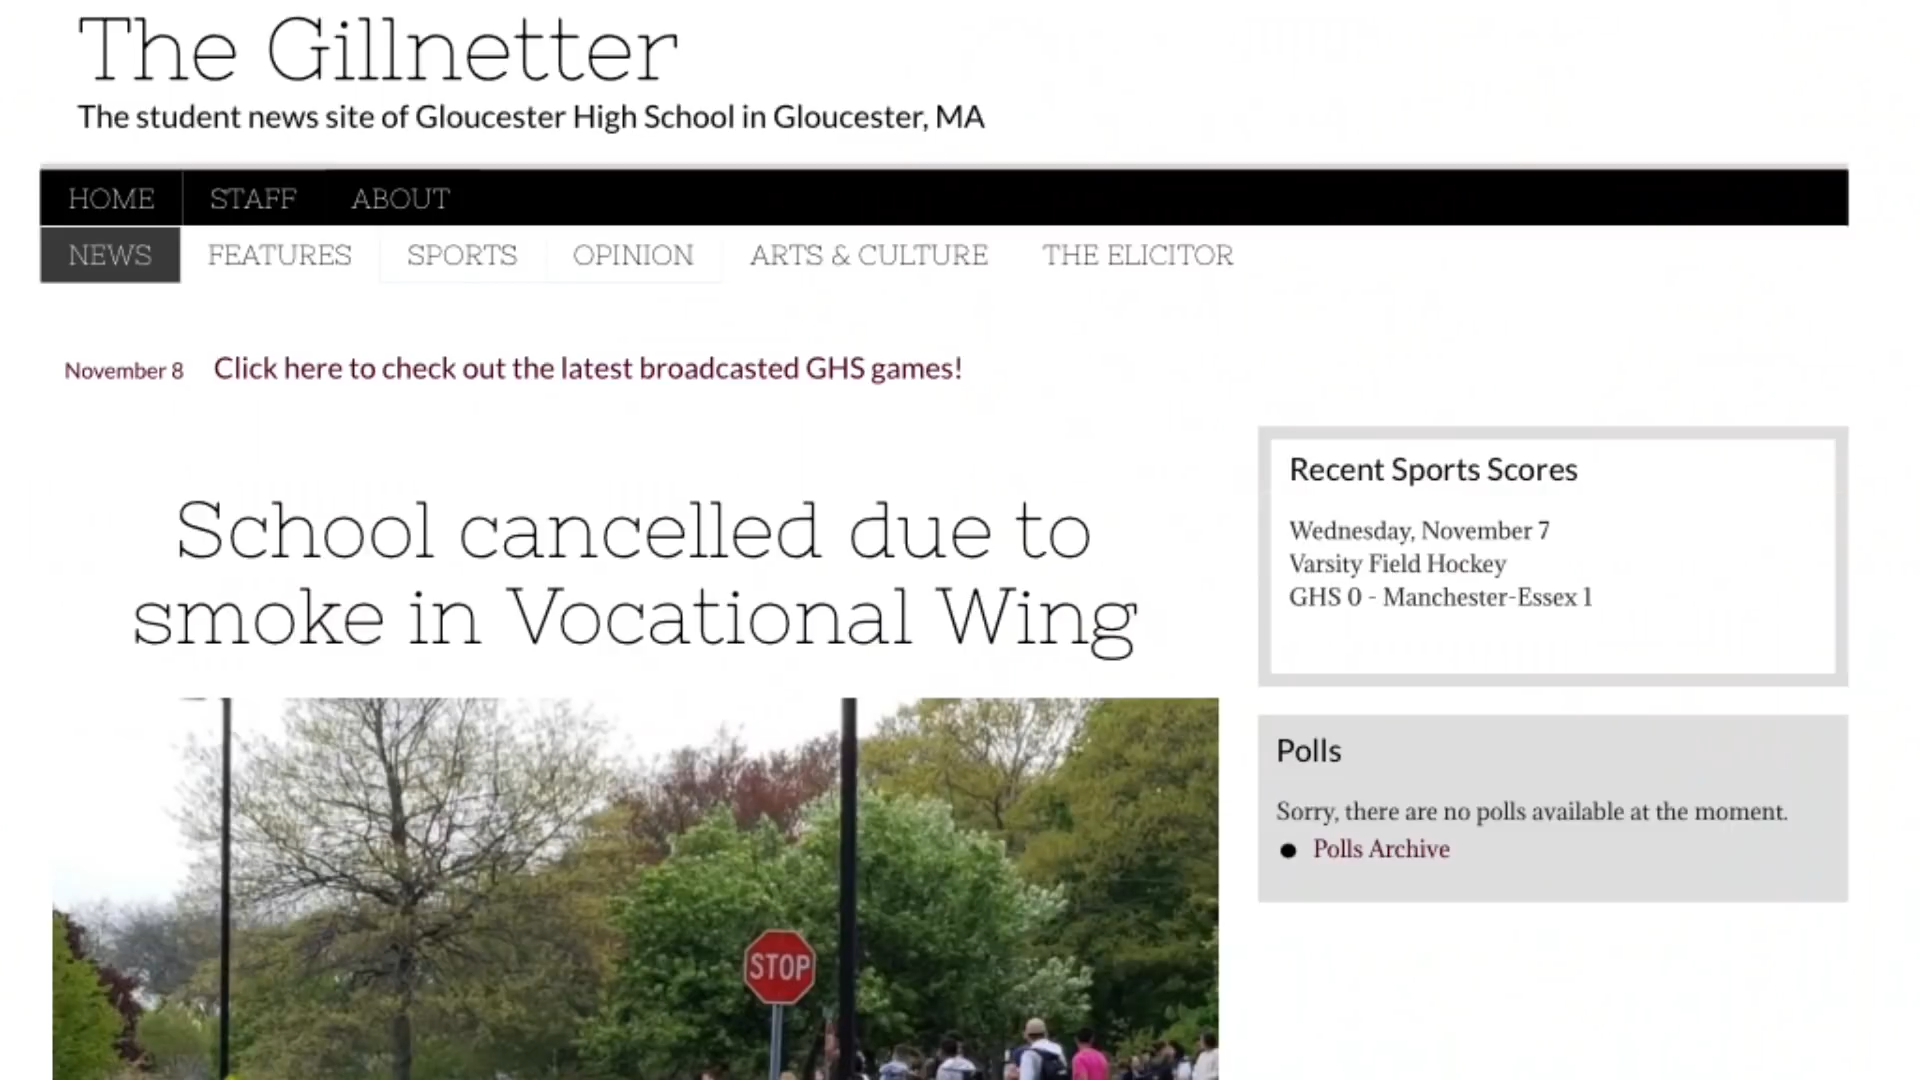 The Gillnetter
The student news site of Gloucester High School in Gloucester, MA
HOME STAFF ABOUT
NEWS FEATURES SPORTS OPINION ARTS & CULTURE THE ELICITOR
November 8 Click here to check out the latest broadcasted GHS games!
School cancelled due to
smoke in Vocational Wing
STOP
Recent Sports Scores
Wednesday, November 7
Varsity Field Hockey
GHS 0 - Manchester-Essex 1
Polls
Sorry, there are no polls available at the moment.
Polls Archive